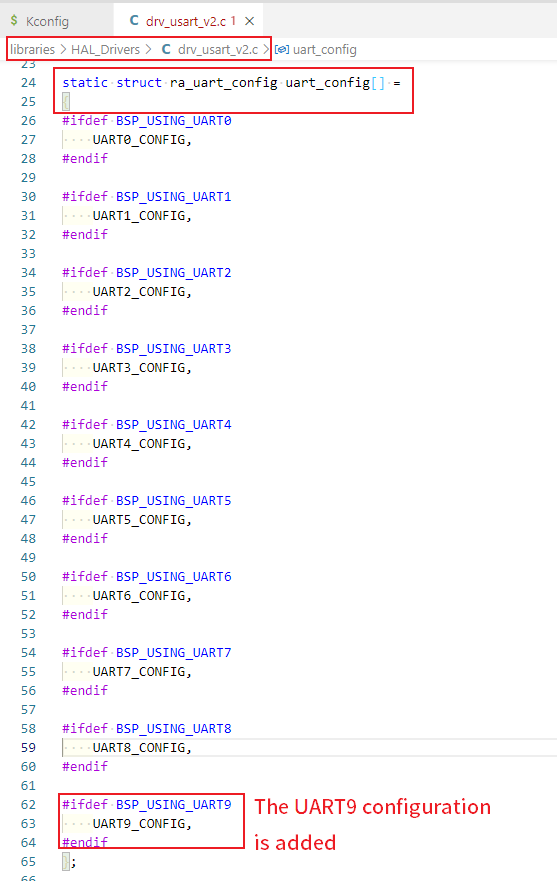 $ Kconfig C drv_usart_v2.c 1 ×
libraries > HAL_Drivers > C drv_usart_v2.c > uart_config
23
24 static struct ra_uart_config uart_config[] =
25 {
26 #ifdef BSP_USING_UART0
27 ····UART0_CONFIG,
28 #endif
29
30 #ifdef BSP_USING_UART1
31 ····UART1_CONFIG,
32 #endif
33
34 #ifdef BSP_USING_UART2
35 ····UART2_CONFIG,
36 #endif
37
38 #ifdef BSP_USING_UART3
39 ····UART3_CONFIG,
40 #endif
41
42 #ifdef BSP_USING_UART4
43 ····UART4_CONFIG,
44 #endif
45
46 #ifdef BSP_USING_UART5
47 ····UART5_CONFIG,
48 #endif
49
50 #ifdef BSP_USING_UART6
51 ····UART6_CONFIG,
52 #endif
53
54 #ifdef BSP_USING_UART7
55 ····UART7_CONFIG,
56 #endif
57
58 #ifdef BSP_USING_UART8
59 ····UART8_CONFIG,
60 #endif
61
62 #ifdef BSP_USING_UART9
63 ····UART9_CONFIG,
64 #endif
65 };
66
The UART9 configuration
is added